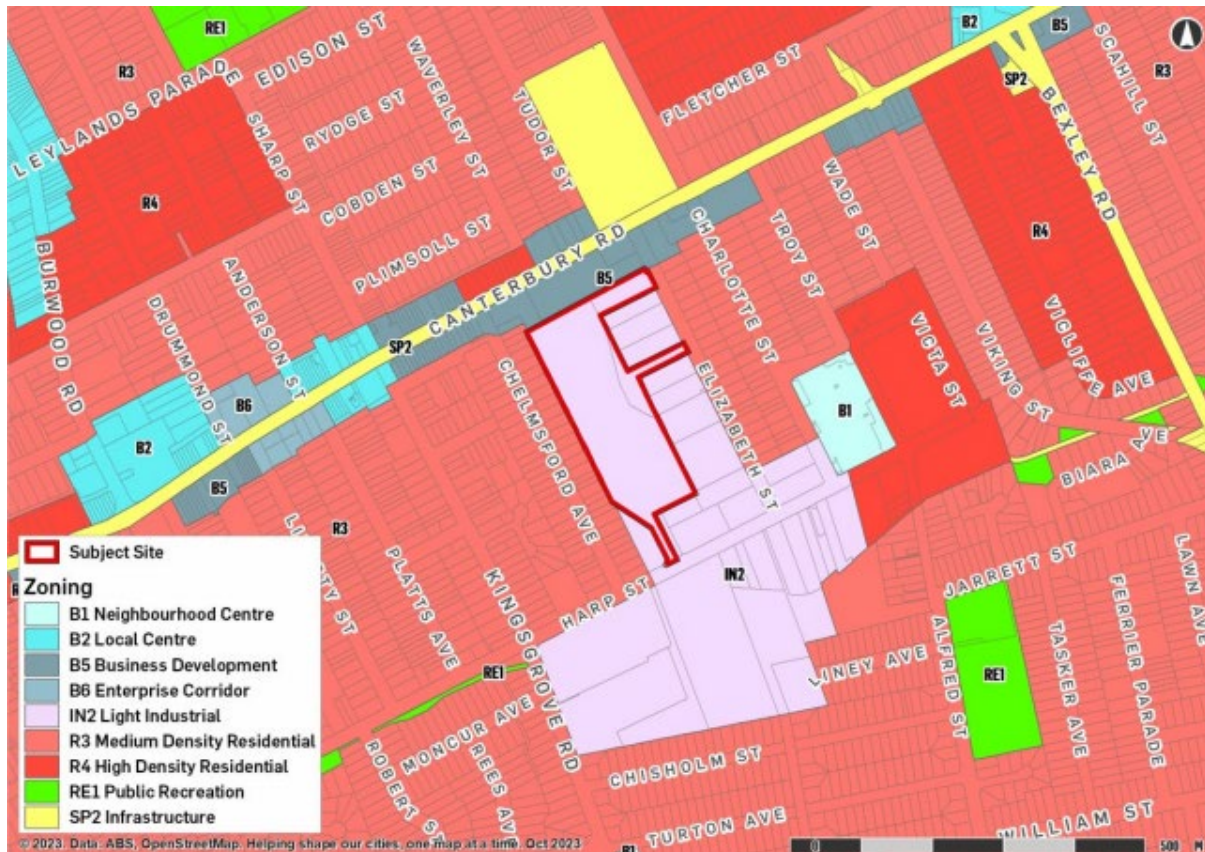 RE1
B2
B5
R3
EDISON ST
WAVERLEY ST
SCAHILL ST
R3
LEYLANDS PARADE
SHARP ST
RYDGE ST
TUDOR ST
FLETCHER ST
SP2
BEXLEY RD
COBDEN ST
R4
WADE ST
BURWOOD RD
ANDERSON ST
PLIMSOLL ST
CANTERBURY RD
CHARLOTTE ST
TROY ST
R4
B5
DRUMMOND ST
SP2
VICTA ST
VIKING ST
VICLIFFE AVE
B6
CHELMSFORD AVE
ELIZABETH ST
B1
B2
B5
BIARA AVE
R3
PLATTS AVE
KINGSGROVE RD
HARP ST
IN2
JARRETT ST
LAWN AVE
FERRIER PARADE
TASKER AVE
ALFRED ST
RE1
LINEY AVE
RE1
MONCUR AVE
REES AVE
ROBERT ST
CHISHOLM ST
TURTON AVE
WILLIAM ST
Subject Site
Zoning
B1 Neighbourhood Centre
B2 Local Centre
B5 Business Development
B6 Enterprise Corridor
IN2 Light Industrial
R3 Medium Density Residential
R4 High Density Residential
RE1 Public Recreation
SP2 Infrastructure
© 2023. Data: ABS, OpenStreetMap. Helping shape our cities, one map at a time. Oct 2023
0 500 M